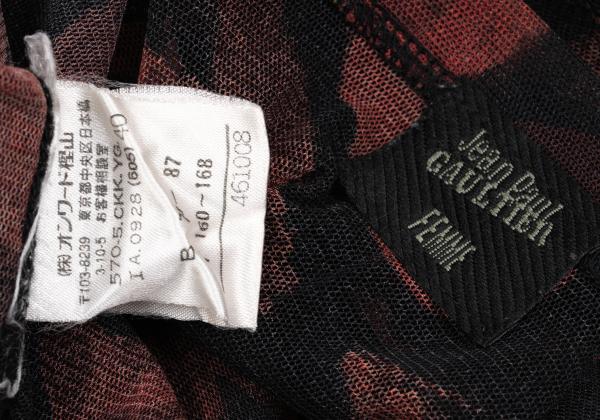 (株)オンワード樫山
〒103-8239 東京都中央区日本橋
3-10-5 お客様相談室
570-5.CKK.YG 40
IA.0928 (605)
B 87
160~168
461008
Jean Paul
GAULTIER
FEMME